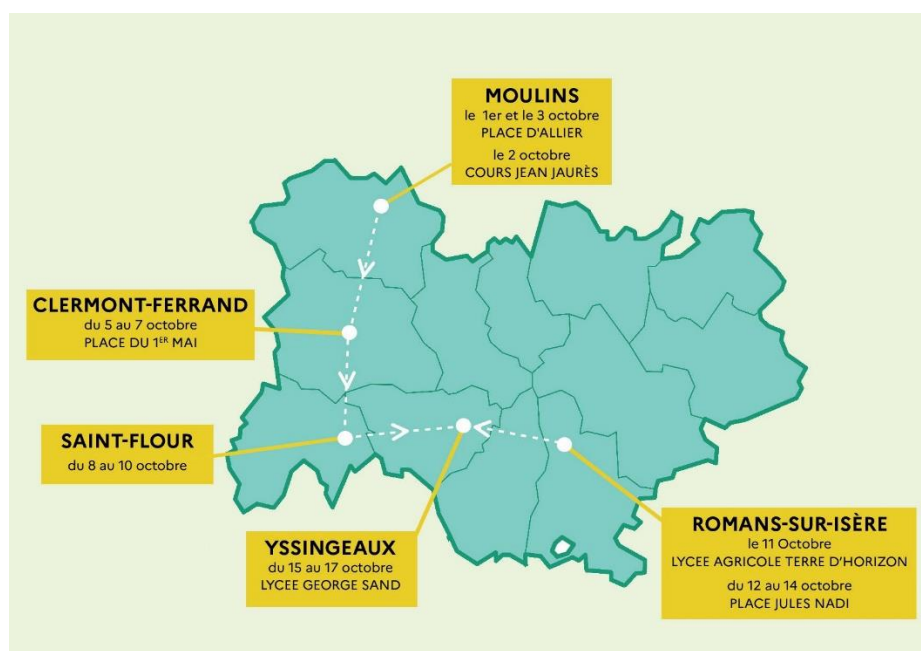 MOULINS
le 1er et le 3 octobre
PLACE D'ALLIER
le 2 octobre
COURS JEAN JAURÈS
CLERMONT-FERRAND
du 5 au 7 octobre
PLACE DU 1ER MAI
SAINT-FLOUR
du 8 au 10 octobre
YSSINGEAUX
du 15 au 17 octobre
LYCEE GEORGE SAND
ROMANS-SUR-ISÈRE
le 11 Octobre
LYCEE AGRICOLE TERRE D'HORIZON
du 12 au 14 octobre
PLACE JULES NADI